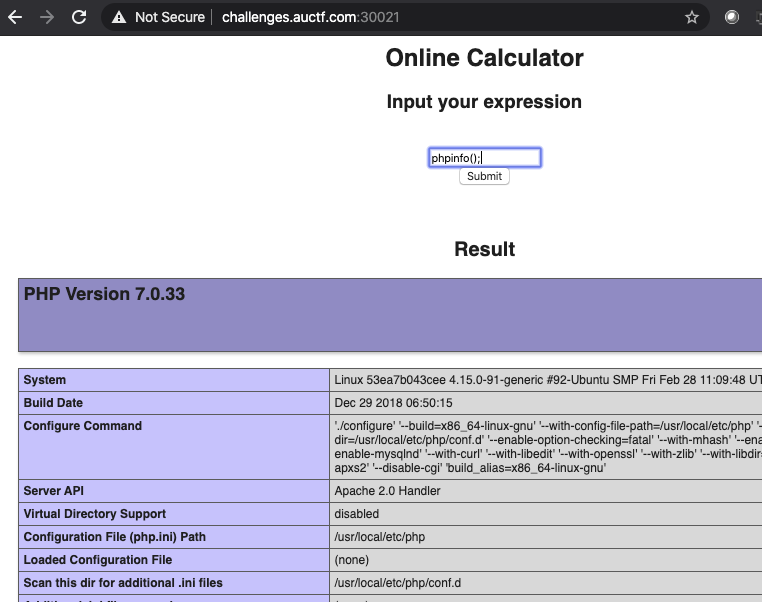 Not Secure challenges.auctf.com:30021
Online Calculator
Input your expression
phpinfo();
Submit
Result
PHP Version 7.0.33
System Linux 53ea7b043cee 4.15.0-91-generic #92-Ubuntu SMP Fri Feb 28 11:09:48 UT
Build Date Dec 29 2018 06:50:15
Configure Command './configure' '--build=x86_64-linux-gnu' '--with-config-file-path=/usr/local/etc/php' '-
dir=/usr/local/etc/php/conf.d' '--enable-option-checking=fatal' '--with-mhash' '--ena
enable-mysqlnd' '--with-curl' '--with-libedit' '--with-openssl' '--with-zlib' '--with-libdir=
apxs2' '--disable-cgi' 'build_alias=x86_64-linux-gnu'
Server API Apache 2.0 Handler
Virtual Directory Support disabled
Configuration File (php.ini) Path /usr/local/etc/php
Loaded Configuration File (none)
Scan this dir for additional .ini files /usr/local/etc/php/conf.d